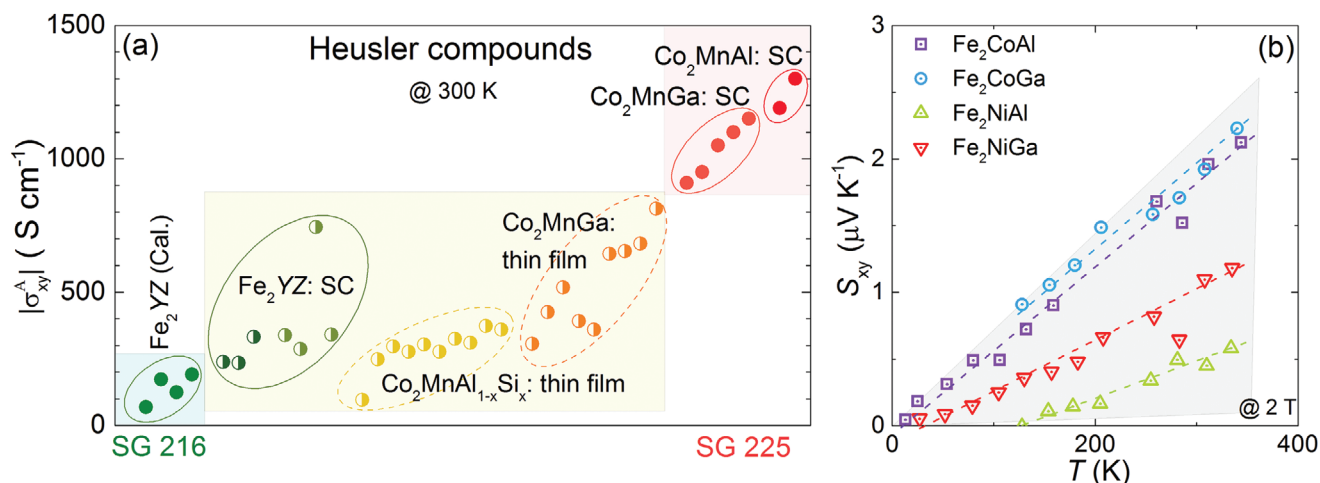 (a)
Heusler compounds
@ 300 K
Co₂MnAl: SC
Co₂MnGa: SC
Fe₂YZ (Cal.)
Fe₂YZ: SC
Co₂MnGa:
thin film
Co₂MnAl₁₋ₓSiₓ: thin film
|σᴬxy| ( S cm⁻¹)
1500
1000
500
0
SG 216
SG 225
(b)
Fe₂CoAl
Fe₂CoGa
Fe₂NiAl
Fe₂NiGa
@ 2 T
Sxy (μV K⁻¹)
3
2
1
0
0
200
400
T (K)